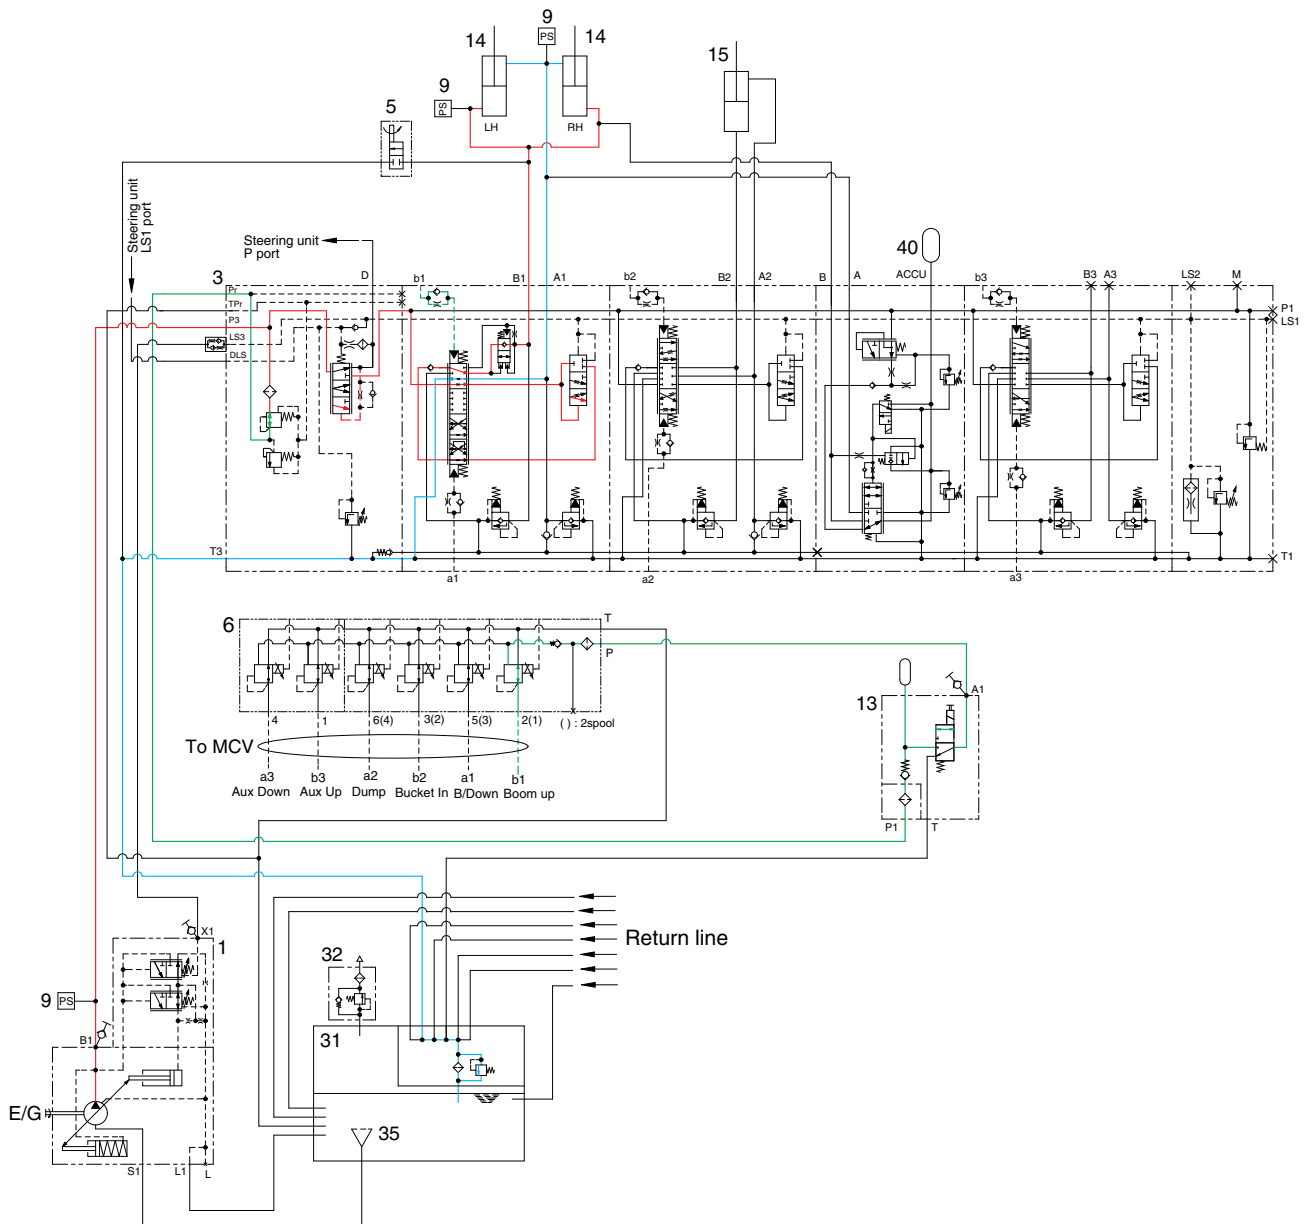 9
PS
14
14
15
9
PS
5
LH
RH
Steering unit
LS1 port
Steering unit
P port
40
3
D
b1
B1
A1
b2
B2
A2
B
A
ACCU
b3
B3
A3
LS2
M
Pr
TPr
P3
LS3
DLS
P1
LS1
T3
T1
a1
a2
a3
6
T
P
4
1
6(4)
3(2)
5(3)
2(1)
( ) : 2spool
To MCV
a3
b3
a2
b2
a1
b1
Aux Down
Aux Up
Dump
Bucket In
B/Down
Boom up
13
A1
P1
T
Return line
X1
1
32
9
PS
B1
31
E/G
35
S1
L1
L